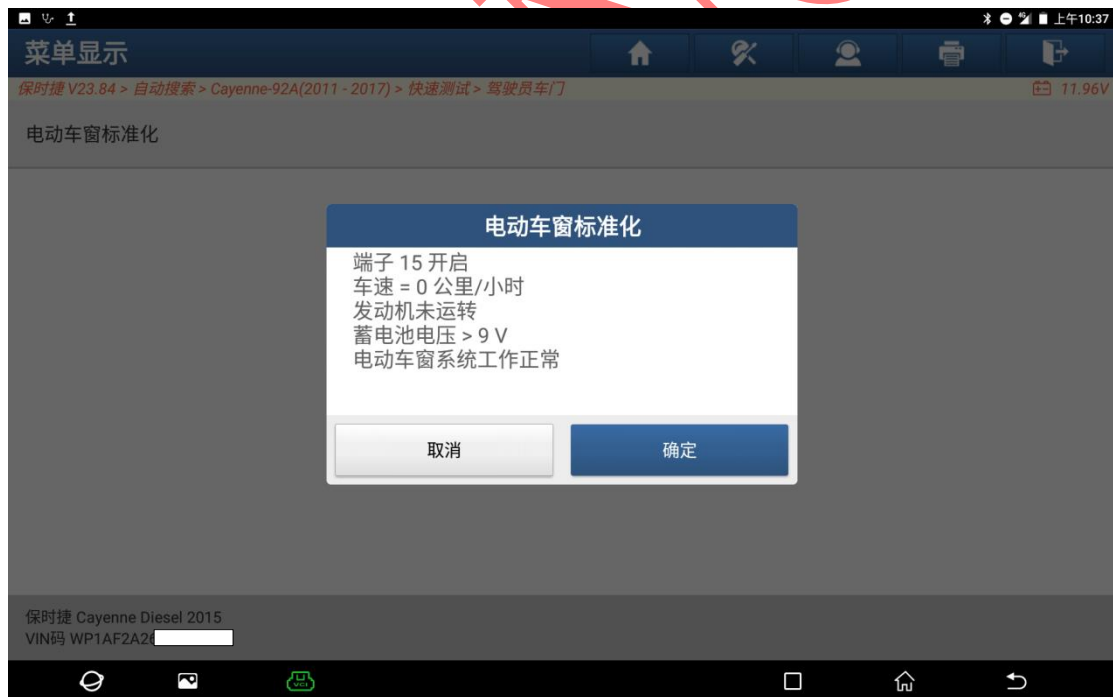 上午10:37
菜单显示
保时捷 V23.84 > 自动搜索 > Cayenne-92A(2011 - 2017) > 快速测试 > 驾驶员车门
11.96V
电动车窗标准化
电动车窗标准化
端子 15 开启
车速 = 0 公里/小时
发动机未运转
蓄电池电压 > 9 V
电动车窗系统工作正常
取消
确定
保时捷 Cayenne Diesel 2015
VIN码 WP1AF2A26
VCI